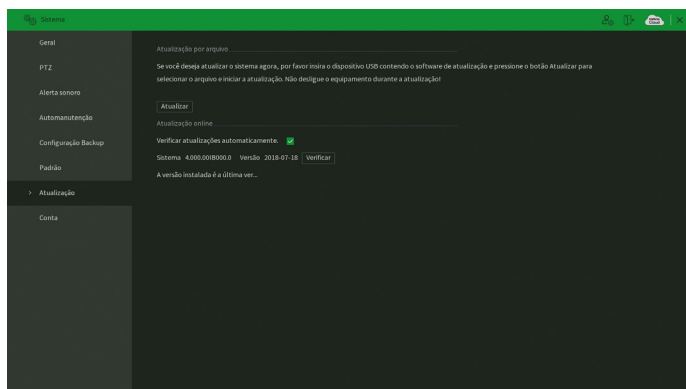 Sistema
Geral
PTZ
Alerta sonoro
Automanutenção
Configuração Backup
Padrão
> Atualização
Conta
Atualização por arquivo
Se você deseja atualizar o sistema agora, por favor insira o dispositivo USB contendo o software de atualização e pressione o botão Atualizar para
selecionar o arquivo e iniciar a atualização. Não desligue o equipamento durante a atualização!
Atualizar
Atualização online
Verificar atualizações automaticamente.
Sistema 4.000.00IB000.0 Versão 2018-07-18 Verificar
A versão instalada é a última ver...